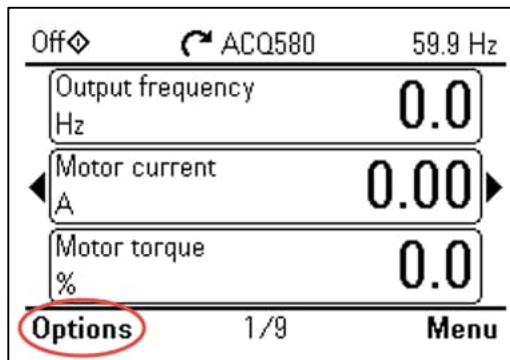 Off ACQ580 59.9 Hz
Output frequency
Hz
0.0
Motor current
A
0.00
Motor torque
%
0.0
Options 1/9 Menu